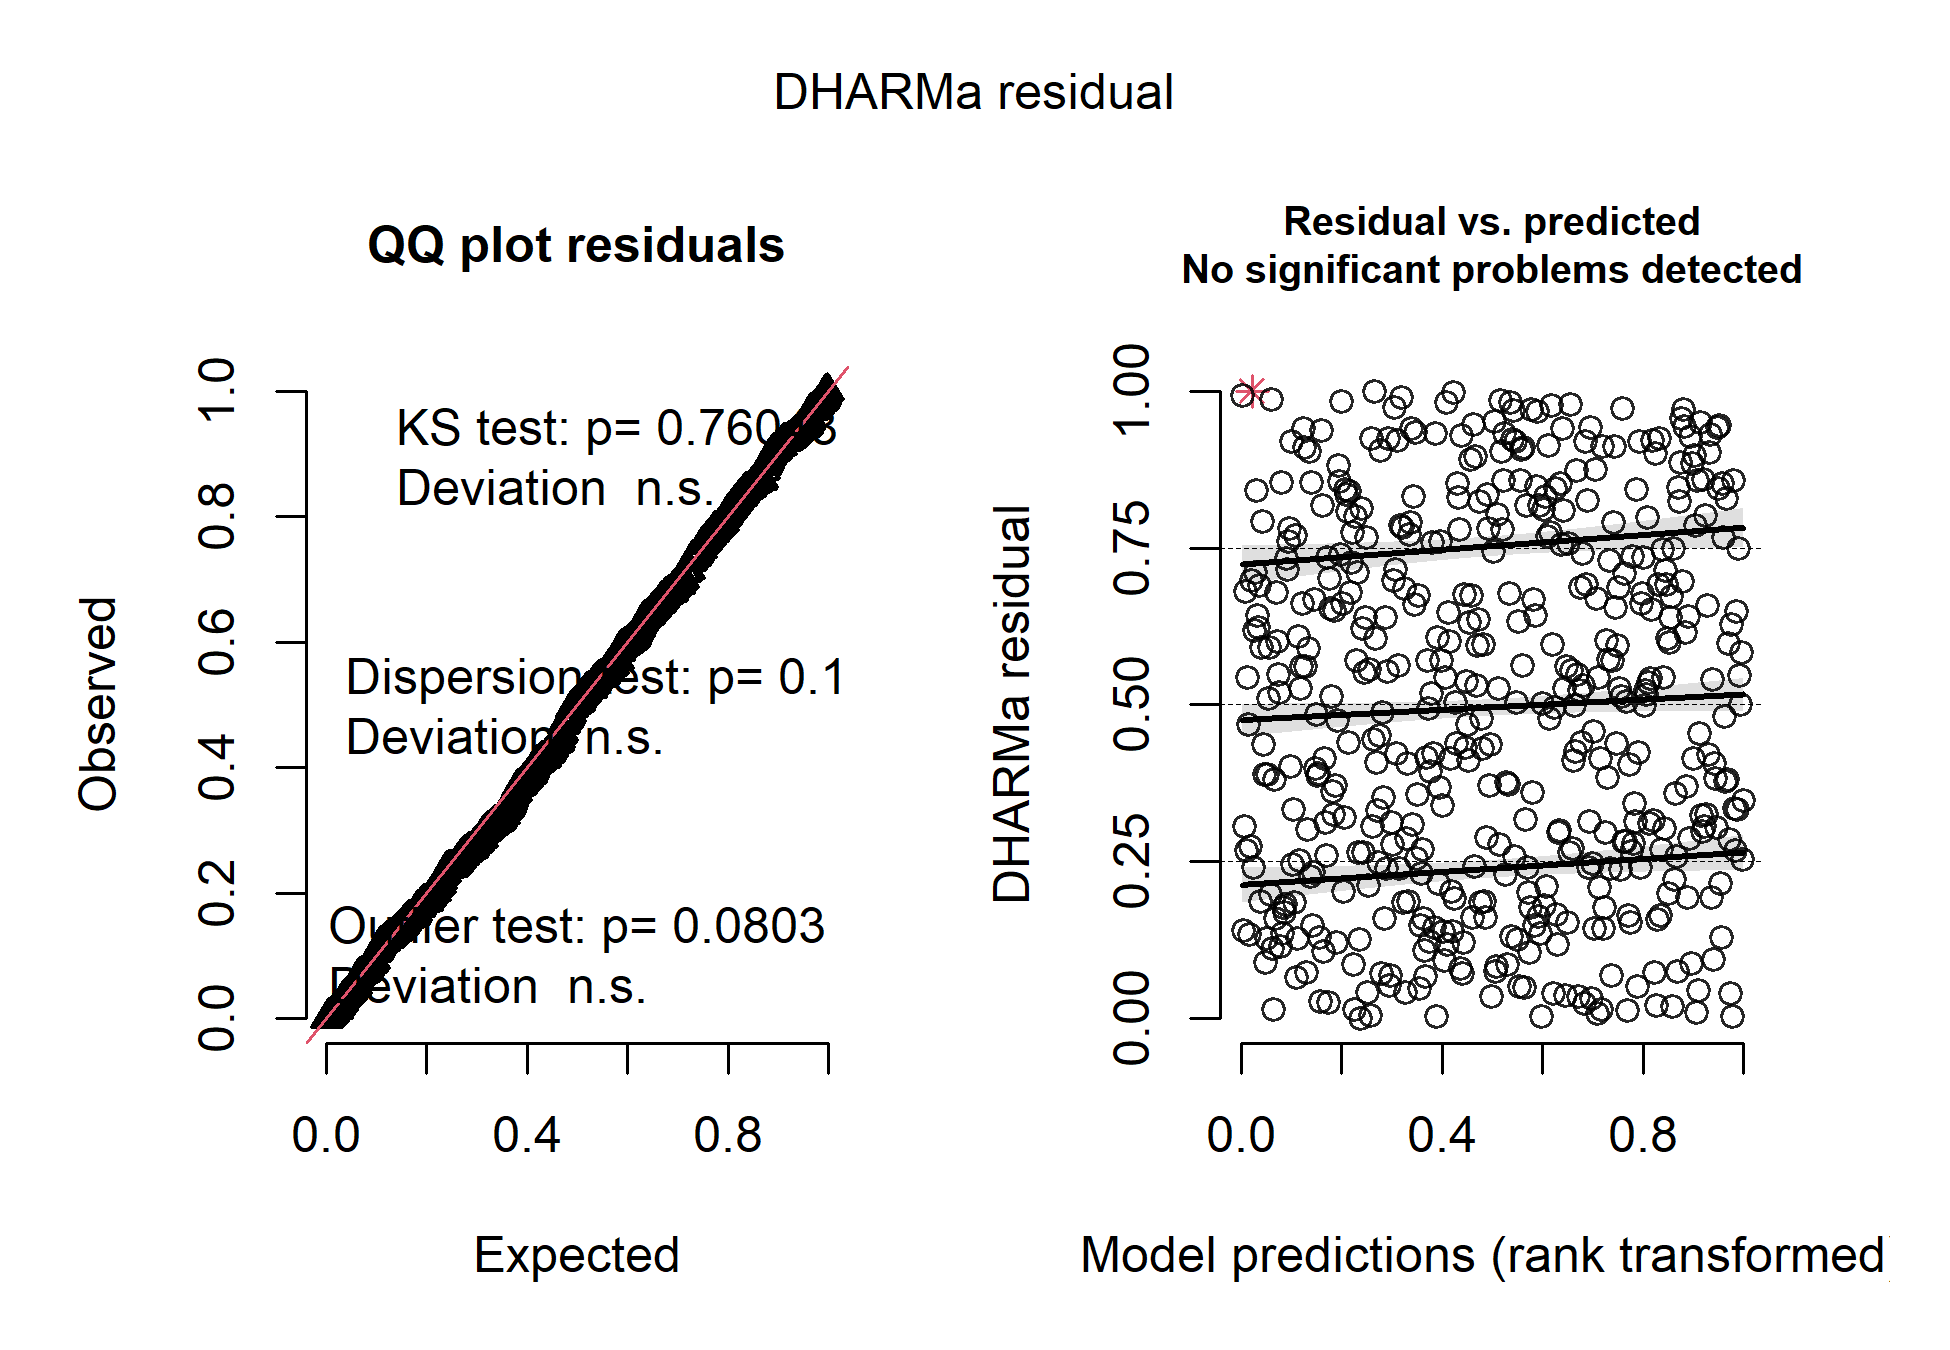 DHARMa residual
QQ plot residuals
KS test: p= 0.760
Deviation n.s.
Dispersion test: p= 0.1
Deviation n.s.
Outlier test: p= 0.0803
Deviation n.s.
Observed
1.0
0.8
0.6
0.4
0.2
0.0
0.0 0.4 0.8
Expected
Residual vs. predicted
No significant problems detected
DHARMa residual
1.00
0.75
0.50
0.25
0.00
0.0 0.4 0.8
Model predictions (rank transformed)